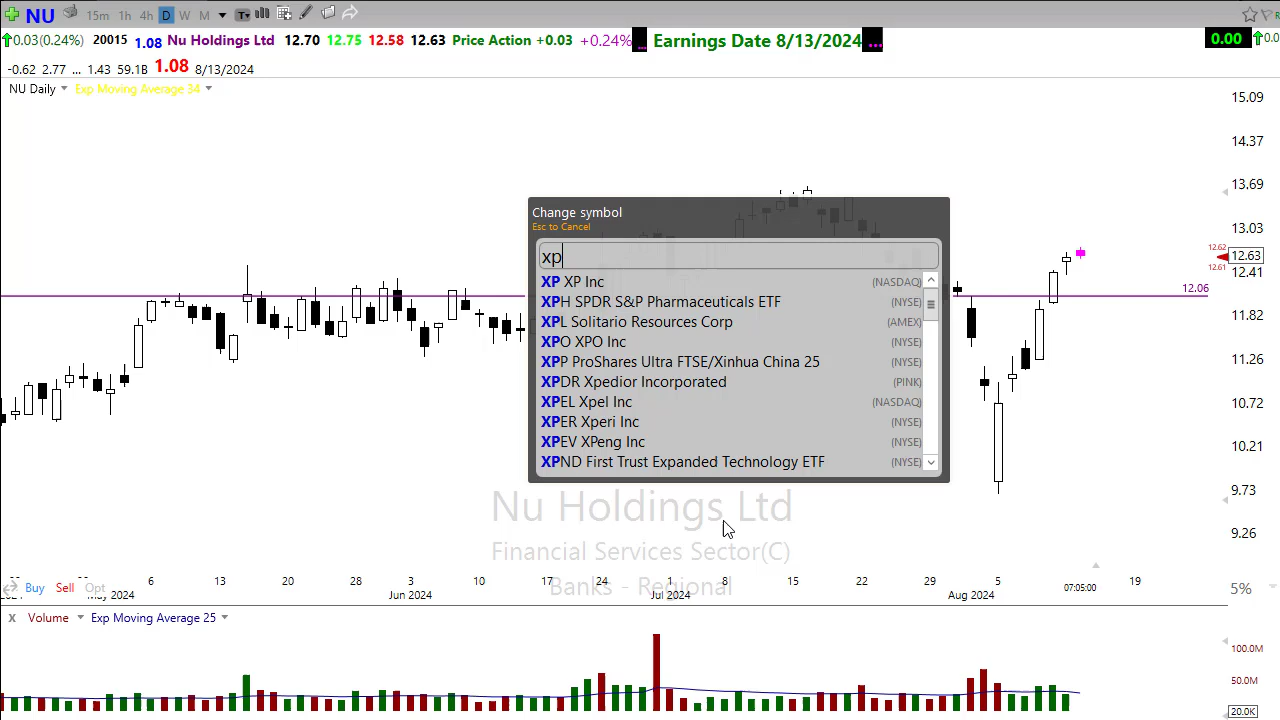 NU 15m 1h 4h D W M T
0.03(0.24%) 20015 1.08 Nu Holdings Ltd 12.70 12.75 12.58 12.63 Price Action +0.03 +0.24% ... Earnings Date 8/13/2024 ... 0.00
-0.62 2.77 ... 1.43 59.1B 1.08 8/13/2024
NU Daily Exp Moving Average 34
15.09
14.37
13.69
13.03
12.62
12.63
12.61
12.41
12.06
11.82
11.26
10.72
10.21
9.73
9.26
Change symbol
Esc to Cancel
xp
XP XP Inc (NASDAQ)
XPH SPDR S&P Pharmaceuticals ETF (NYSE)
XPL Solitario Resources Corp (AMEX)
XPO XPO Inc (NYSE)
XPP ProShares Ultra FTSE/Xinhua China 25 (NYSE)
XPDR Xpedior Incorporated (PINK)
XPEL Xpel Inc (NASDAQ)
XPER Xperi Inc (NYSE)
XPEV XPeng Inc (NYSE)
XPND First Trust Expanded Technology ETF (NYSE)
Nu Holdings Ltd
Financial Services Sector(C)
Banks - Regional
6 13 20 28 3 10 17 24 1 8 15 22 29 5 19
Buy Sell Opt May 2024 Jun 2024 Jul 2024 Aug 2024 07:05:00 5%
x Volume Exp Moving Average 25
100.0M
50.0M
20.0K